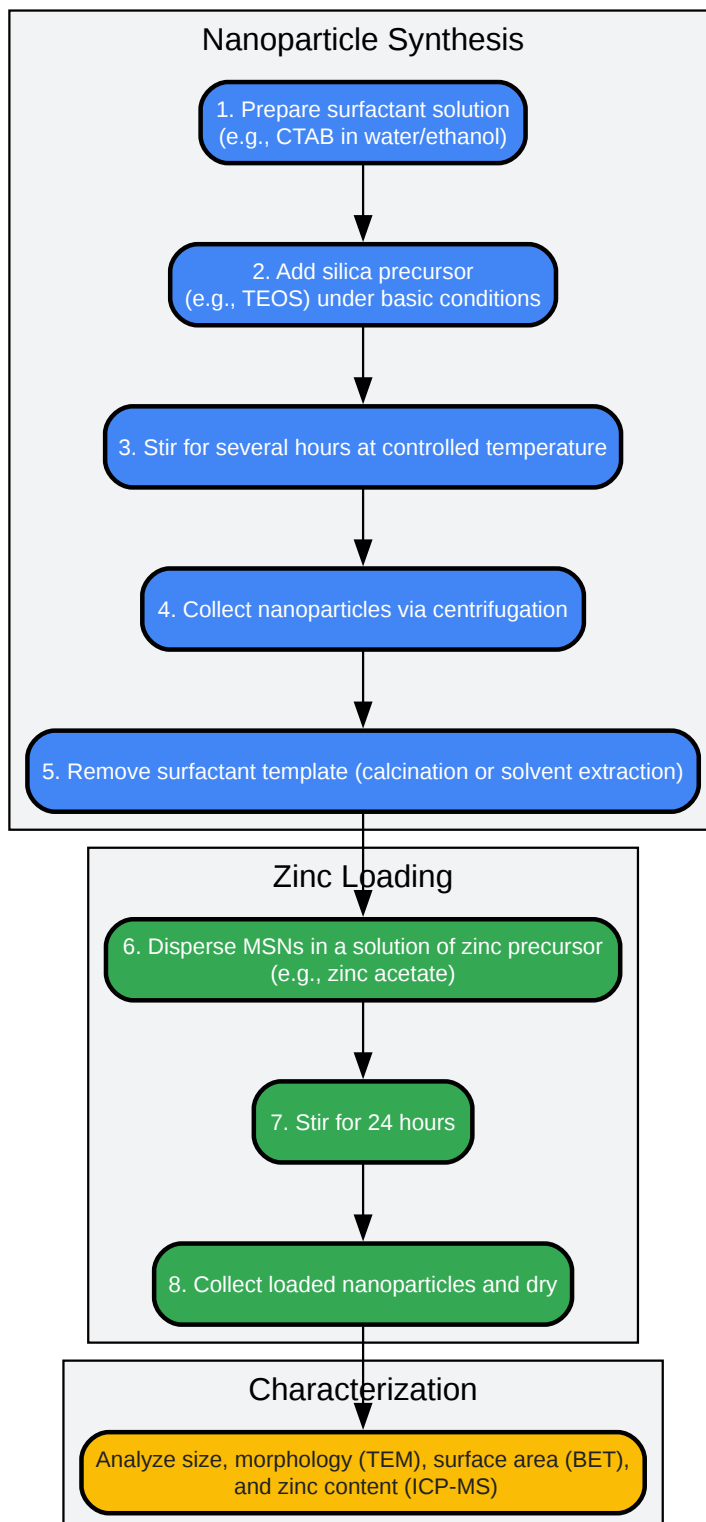 Nanoparticle Synthesis
1. Prepare surfactant solution
(e.g., CTAB in water/ethanol)
2. Add silica precursor
(e.g., TEOS) under basic conditions
3. Stir for several hours at controlled temperature
4. Collect nanoparticles via centrifugation
5. Remove surfactant template (calcination or solvent extraction)
Zinc Loading
6. Disperse MSNs in a solution of zinc precursor
(e.g., zinc acetate)
7. Stir for 24 hours
8. Collect loaded nanoparticles and dry
Characterization
Analyze size, morphology (TEM), surface area (BET),
and zinc content (ICP-MS)